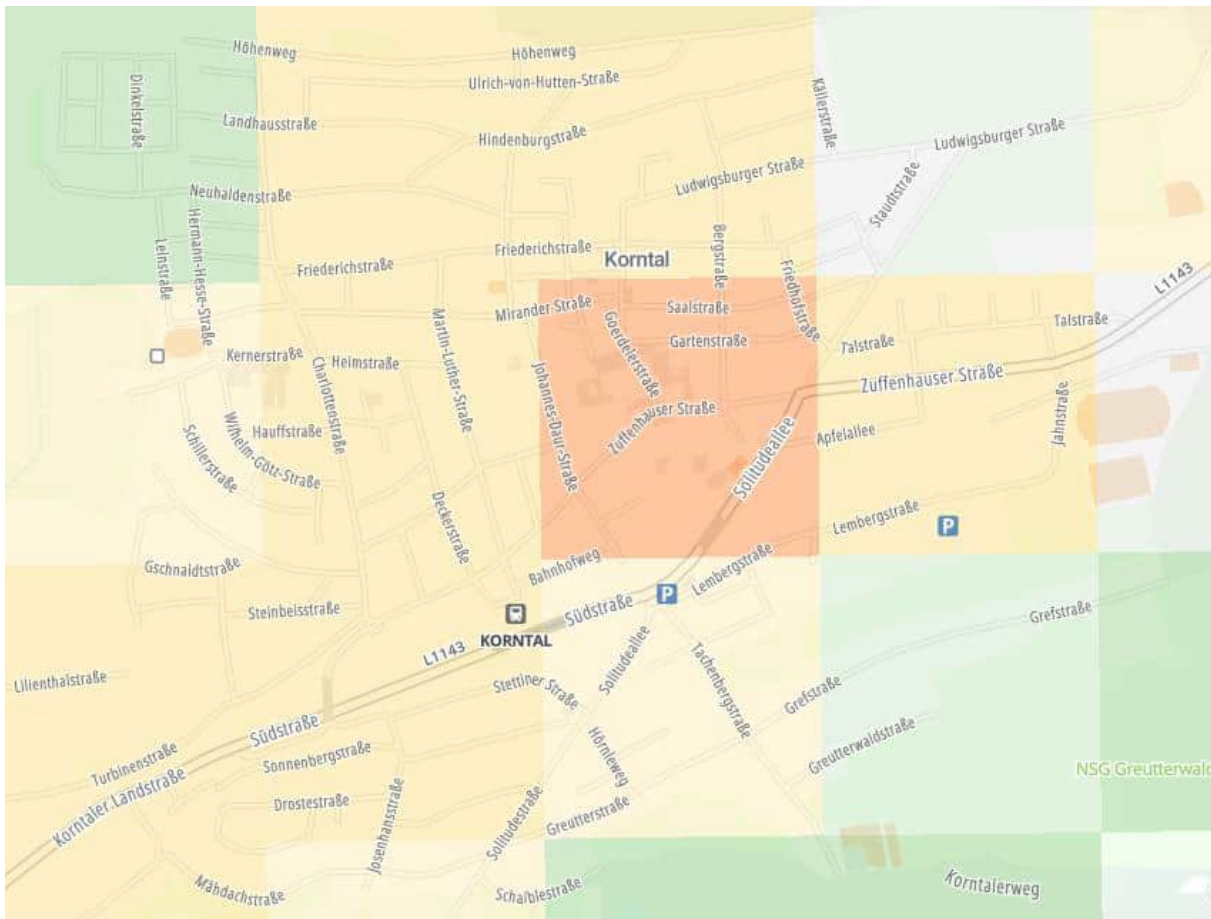 Höhenweg
Höhenweg
Ulrich-von-Hutten-Straße
Dinkelstraße
Landhausstraße
Hindenburgstraße
Källerstraße
Ludwigsburger Straße
Ludwigsburger Straße
Neuhaldenstraße
Staudtstraße
Hermann-Hesse-Straße
Leinstraße
Friederichstraße
Friederichstraße
Korntal
Bergstraße
Friedhofstraße
L1143
Mirander Straße
Saalstraße
Goerdelerstraße
Gartenstraße
Talstraße
Talstraße
Martin-Luther-Straße
Kernerstraße
Heimstraße
Charlottenstraße
Johannes-Daur-Straße
Zuffenhauser Straße
Zuffenhauser Straße
Hauffstraße
Wilhelm-Götz-Straße
Schillerstraße
Apfelallee
Jahnstraße
Solitudeallee
Deckerstraße
Lembergstraße
P
Gschnaidtstraße
Bahnhofweg
Lembergstraße
P
Steinbeisstraße
Südstraße
KORNTAL
Grefstraße
L1143
Solitudeallee
Tachenbergstraße
Lilienthalstraße
Stettiner Straße
Grefstraße
Südstraße
Hörnleweg
Greutterwaldstraße
Turbinenstraße
Sonnenbergstraße
NSG Greutterwald
Korntaler Landstraße
Drostestraße
Josenhansstraße
Solitudestraße
Greutterstraße
Mähdachstraße
Schaiblestraße
Korntalerweg